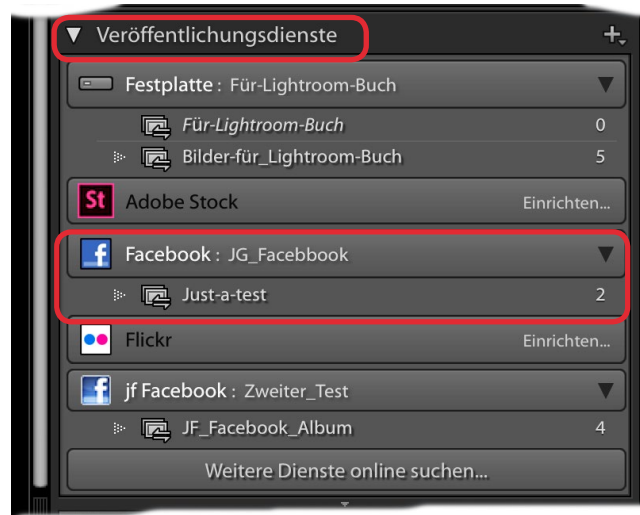 Veröffentlichungsdienste
Festplatte : Für-Lightroom-Buch
Für-Lightroom-Buch 0
Bilder-für_Lightroom-Buch 5
St Adobe Stock Einrichten...
f Facebook : JG_Facebbook
Just-a-test 2
Flickr Einrichten...
f jf Facebook : Zweiter_Test
JF_Facebook_Album 4
Weitere Dienste online suchen...